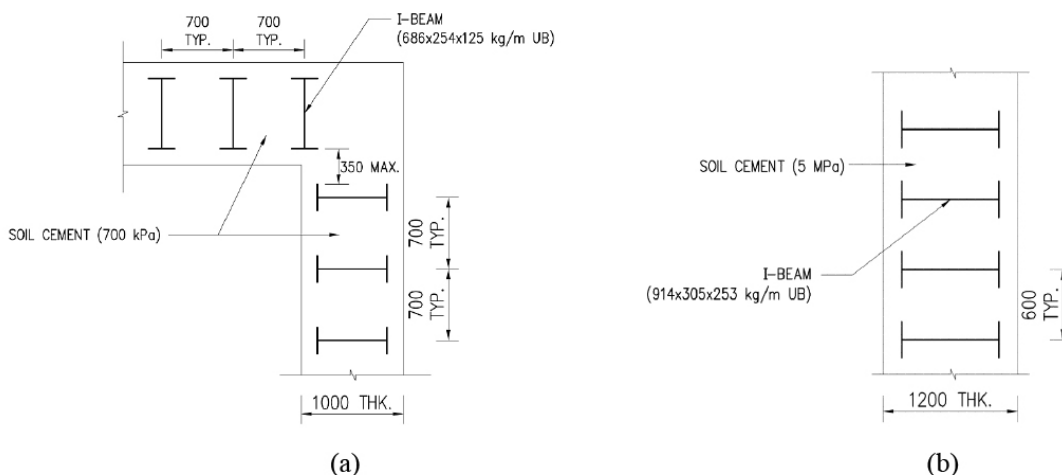 700
TYP.
700
TYP.
I-BEAM
(686x254x125 kg/m UB)
350 MAX.
SOIL CEMENT (700 kPa)
700
TYP.
700
TYP.
1000 THK.
(a)
SOIL CEMENT (5 MPa)
I-BEAM
(914x305x253 kg/m UB)
600
TYP.
1200 THK.
(b)